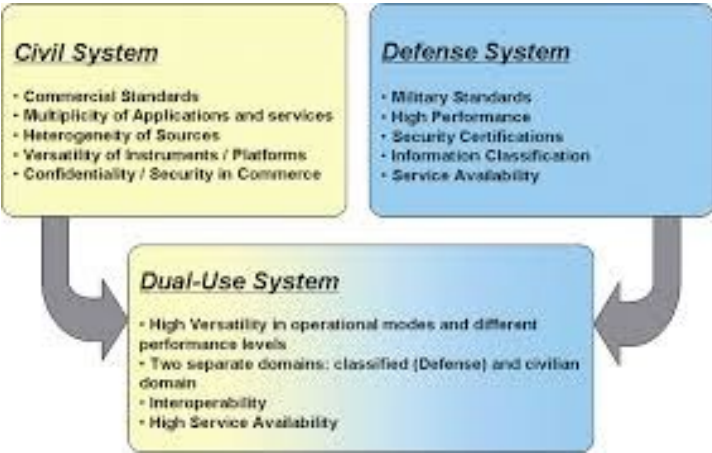 Civil System
• Commercial Standards
• Multiplicity of Applications and services
• Heterogeneity of Sources
• Versatility of Instruments / Platforms
• Confidentiality / Security in Commerce
Defense System
• Military Standards
• High Performance
• Security Certifications
• Information Classification
• Service Availability
Dual-Use System
• High Versatility in operational modes and different
performance levels
• Two separate domains: classified (Defense) and civilian
domain
• Interoperability
• High Service Availability